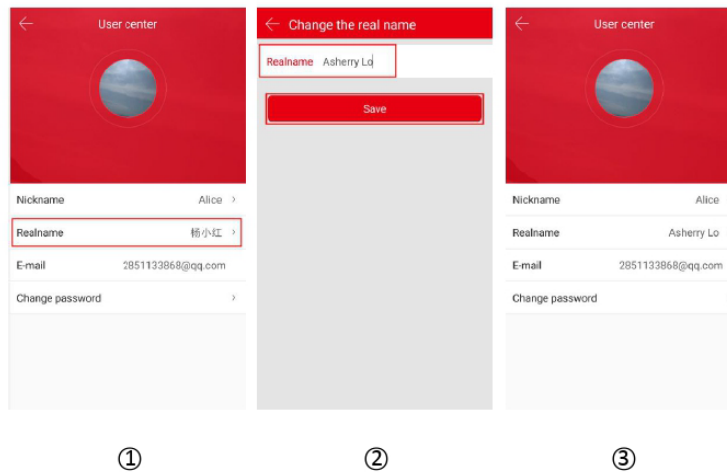 User center
Nickname Alice
Realname 杨小红
E-mail 2851133868@qq.com
Change password
①
Change the real name
Realname Asherry Lo
Save
②
User center
Nickname Alice
Realname Asherry Lo
E-mail 2851133868@qq.com
Change password
③